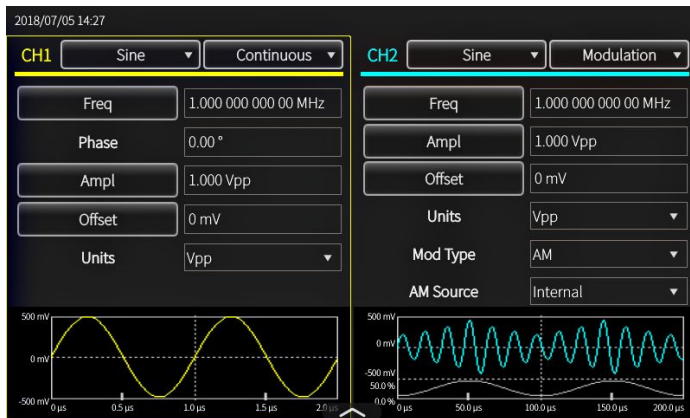 2018/07/05 14:27
CH1 Sine Continuous
Freq 1.000 000 000 00 MHz
Phase 0.00 °
Ampl 1.000 Vpp
Offset 0 mV
Units Vpp
500 mV
0 mV
-500 mV
0 µs 0.5 µs 1.0 µs 1.5 µs 2.0 µs
CH2 Sine Modulation
Freq 1.000 000 000 00 MHz
Ampl 1.000 Vpp
Offset 0 mV
Units Vpp
Mod Type AM
AM Source Internal
500 mV
0 mV
-500 mV
50.0 %
0.0 %
0 µs 50.0 µs 100.0 µs 150.0 µs 200.0 µs